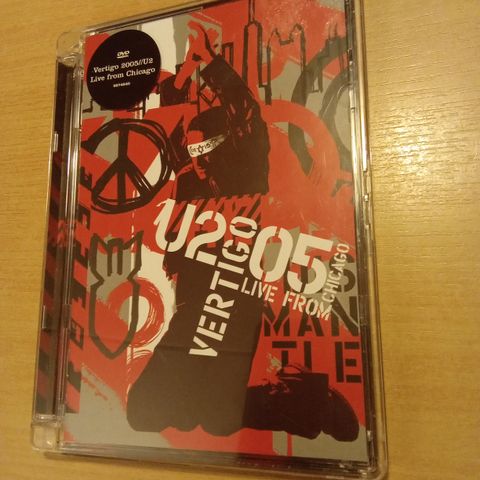 DVD
Vertigo 2005//U2
Live from Chicago
U2
VERTIGO
05
LIVE FROM
CHICAGO
MAN
TLE